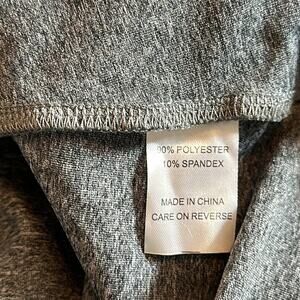 90% POLYESTER
10% SPANDEX
MADE IN CHINA
CARE ON REVERSE